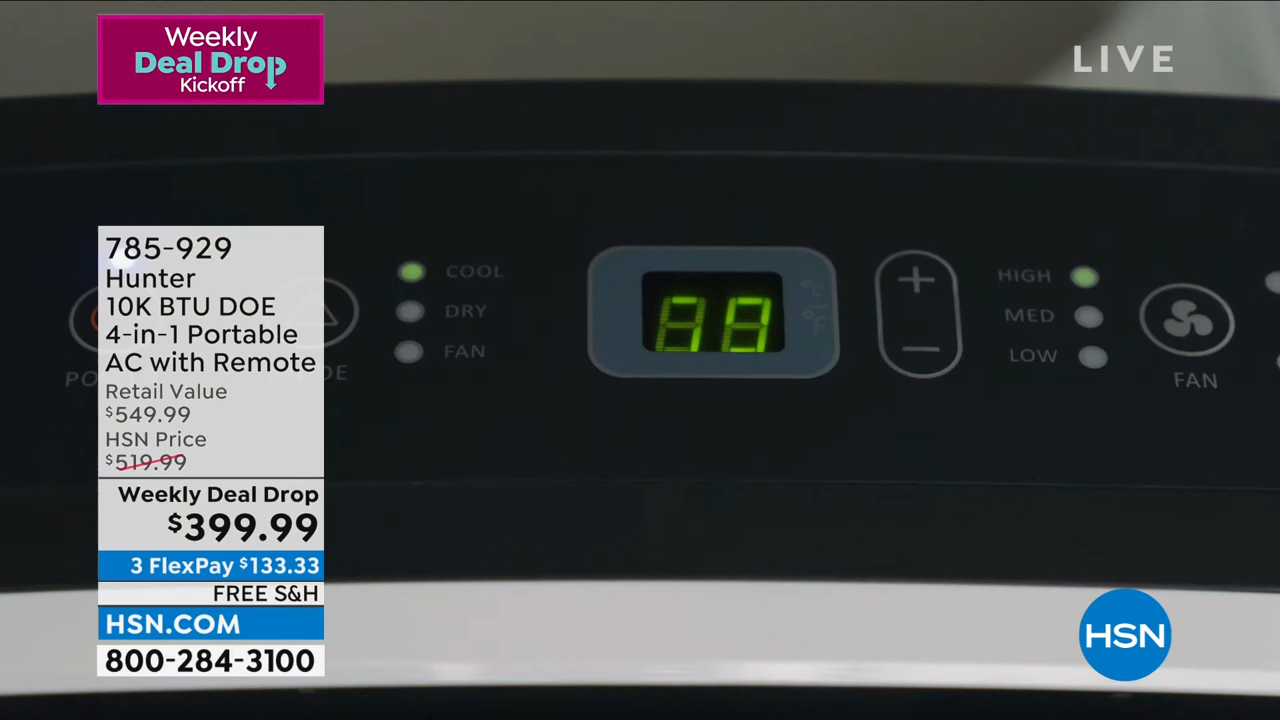 Weekly
Deal Drop
Kickoff
LIVE
785-929
Hunter
10K BTU DOE
4-in-1 Portable
AC with Remote
Retail Value
$549.99
HSN Price
$519.99
Weekly Deal Drop
$399.99
3 FlexPay $133.33
FREE S&H
HSN.COM
800-284-3100
COOL
DRY
FAN
°C
°F
+
−
HIGH
MED
LOW
FAN
HSN